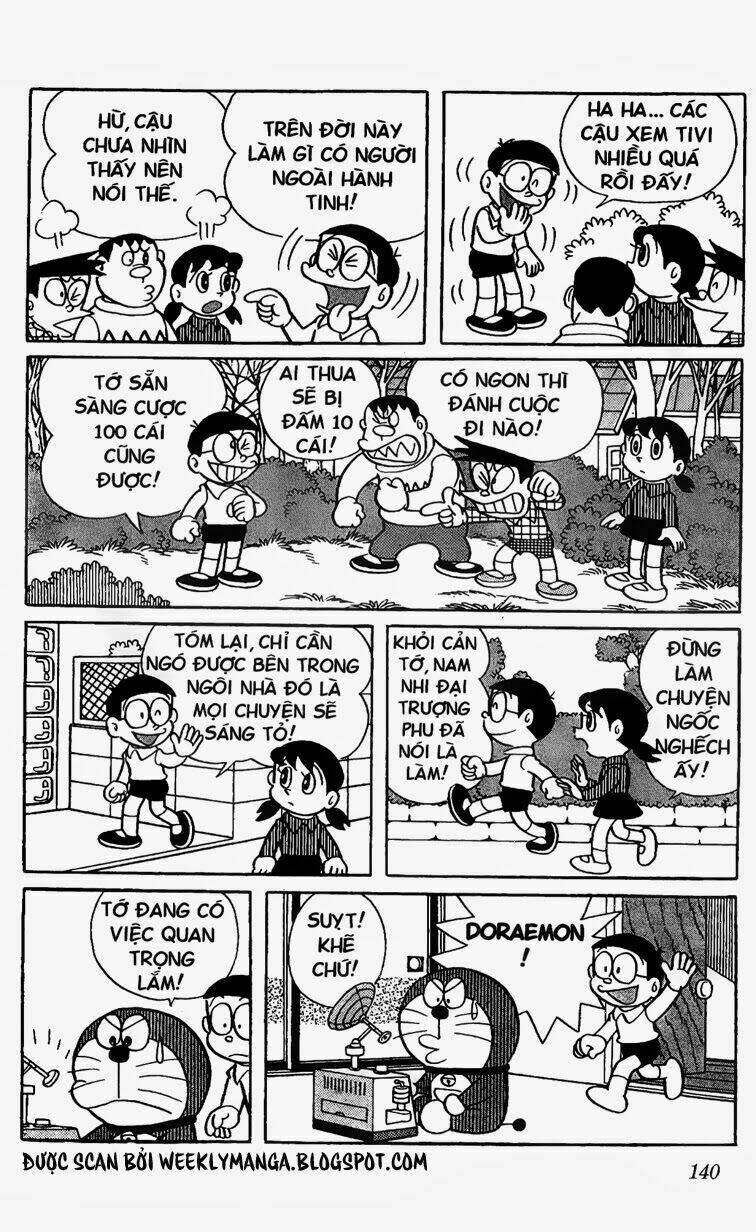 HA HA... CÁC
CẬU XEM TIVI
NHIỀU QUÁ
RỒI ĐẤY!
TRÊN ĐỜI NÀY
LÀM GÌ CÓ NGƯỜI
NGOÀI HÀNH
TINH!
HỪ, CẬU
CHƯA NHÌN
THẤY NÊN
NÓI THẾ.
CÓ NGON THÌ
ĐÁNH CUỘC
ĐI NÀO!
AI THUA
SẼ BỊ
ĐẤM 10
CÁI!
TỚ SẴN
SÀNG CƯỢC
100 CÁI
CŨNG
ĐƯỢC!
ĐỪNG
LÀM
CHUYỆN
NGỐC
NGHẾCH
ẤY!
KHỎI CẢN
TỚ, NAM
NHI ĐẠI
TRƯỢNG
PHU ĐÃ
NÓI LÀ
LÀM!
TÓM LẠI, CHỈ CẦN
NGÓ ĐƯỢC BÊN TRONG
NGÔI NHÀ ĐÓ LÀ
MỌI CHUYỆN SẼ
SÁNG TỎ!
DORAEMON
!
SUỴT!
KHẼ
CHỨ!
TỚ ĐANG CÓ
VIỆC QUAN
TRỌNG
LẮM!
ĐƯỢC SCAN BỞI WEEKLYMANGA.BLOGSPOT.COM
140